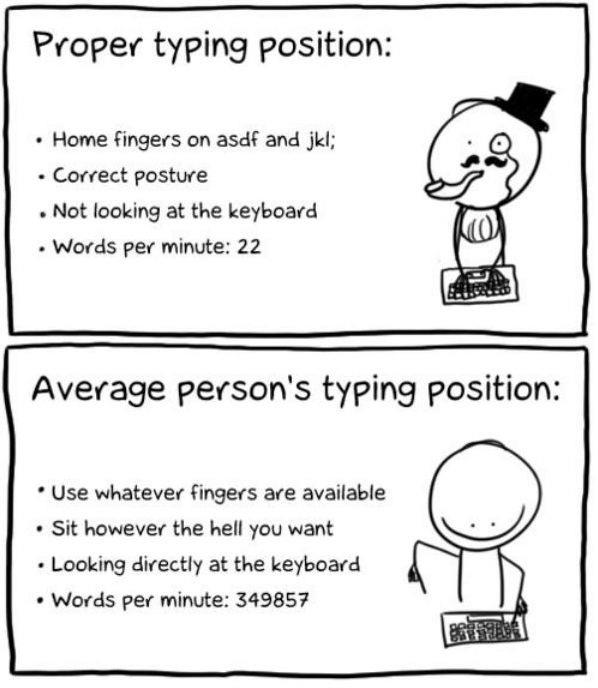 Proper typing position:
• Home fingers on asdf and jkl;
• Correct posture
• Not looking at the keyboard
• Words per minute: 22
Average person's typing position:
• Use whatever fingers are available
• Sit however the hell you want
• Looking directly at the keyboard
• Words per minute: 349857